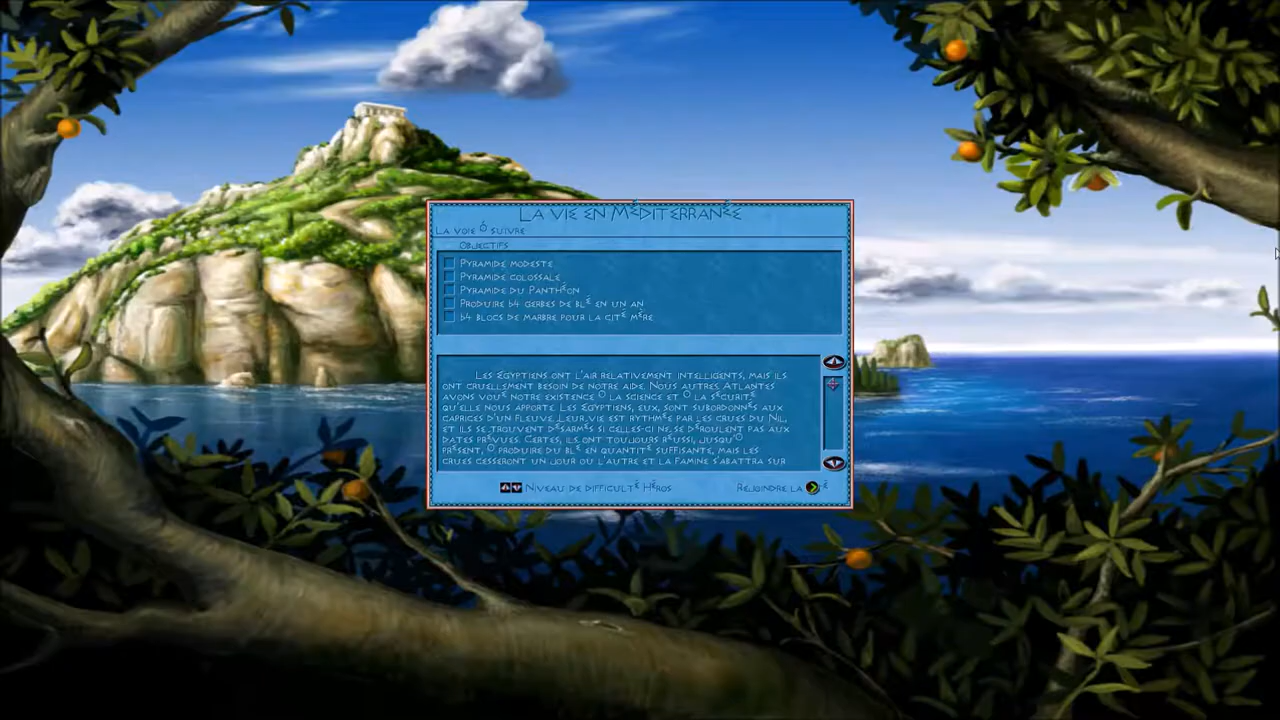 La vie en Méditerranée
La voie Ó suivre
Objectifs
Pyramide modeste
Pyramide colossale
Pyramide du Panthéon
Produire 64 gerbes de blé en un an
64 blocs de marbre pour la cité mère
Les Égyptiens ont l'air relativement intelligents, mais ils
ont cruellement besoin de notre aide. Nous autres Atlantes
avons voué notre existence Ó la science et Ó la sécurité
qu'elle nous apporte. Les Égyptiens, eux, sont subordonnés aux
caprices d'un fleuve. Leur vie est rythmée par les crues du Nil,
et ils se trouvent désarmés si celles-ci ne se déroulent pas aux
dates prévues. Certes, ils ont toujours réussi, jusqu'Ó
présent, Ó produire du blé en quantité suffisante, mais les
crues cesseront un jour ou l'autre et la famine s'abattra sur
Niveau de difficulté Héros
Rejoindre la